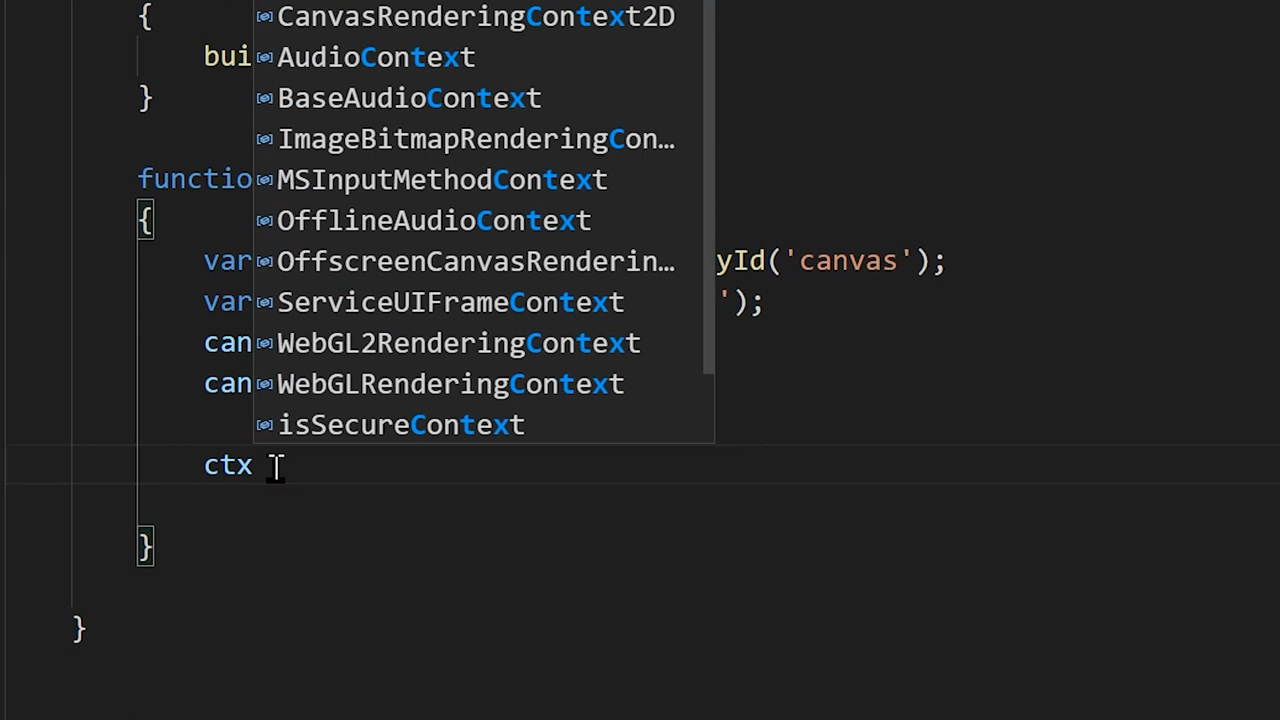 {
CanvasRenderingContext2D
bui
AudioContext
}
BaseAudioContext
ImageBitmapRenderingCon…
functio
MSInputMethodContext
{
OfflineAudioContext
var
OffscreenCanvasRenderin…
yId('canvas');
var
ServiceUIFrameContext
');
can
WebGL2RenderingContext
can
WebGLRenderingContext
isSecureContext
ctx
}
}